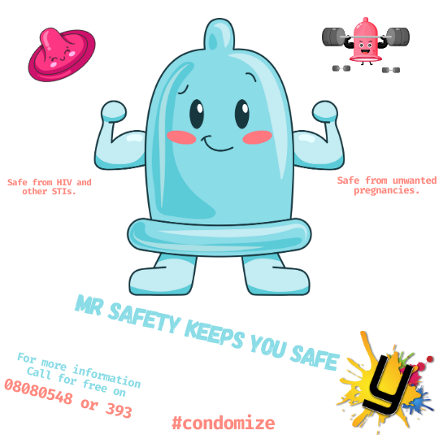 Safe from HIV and
other STIs.
Safe from unwanted
pregnancies.
MR SAFETY KEEPS YOU SAFE
For more information
Call for free on
08080548 or 393
#condomize
y